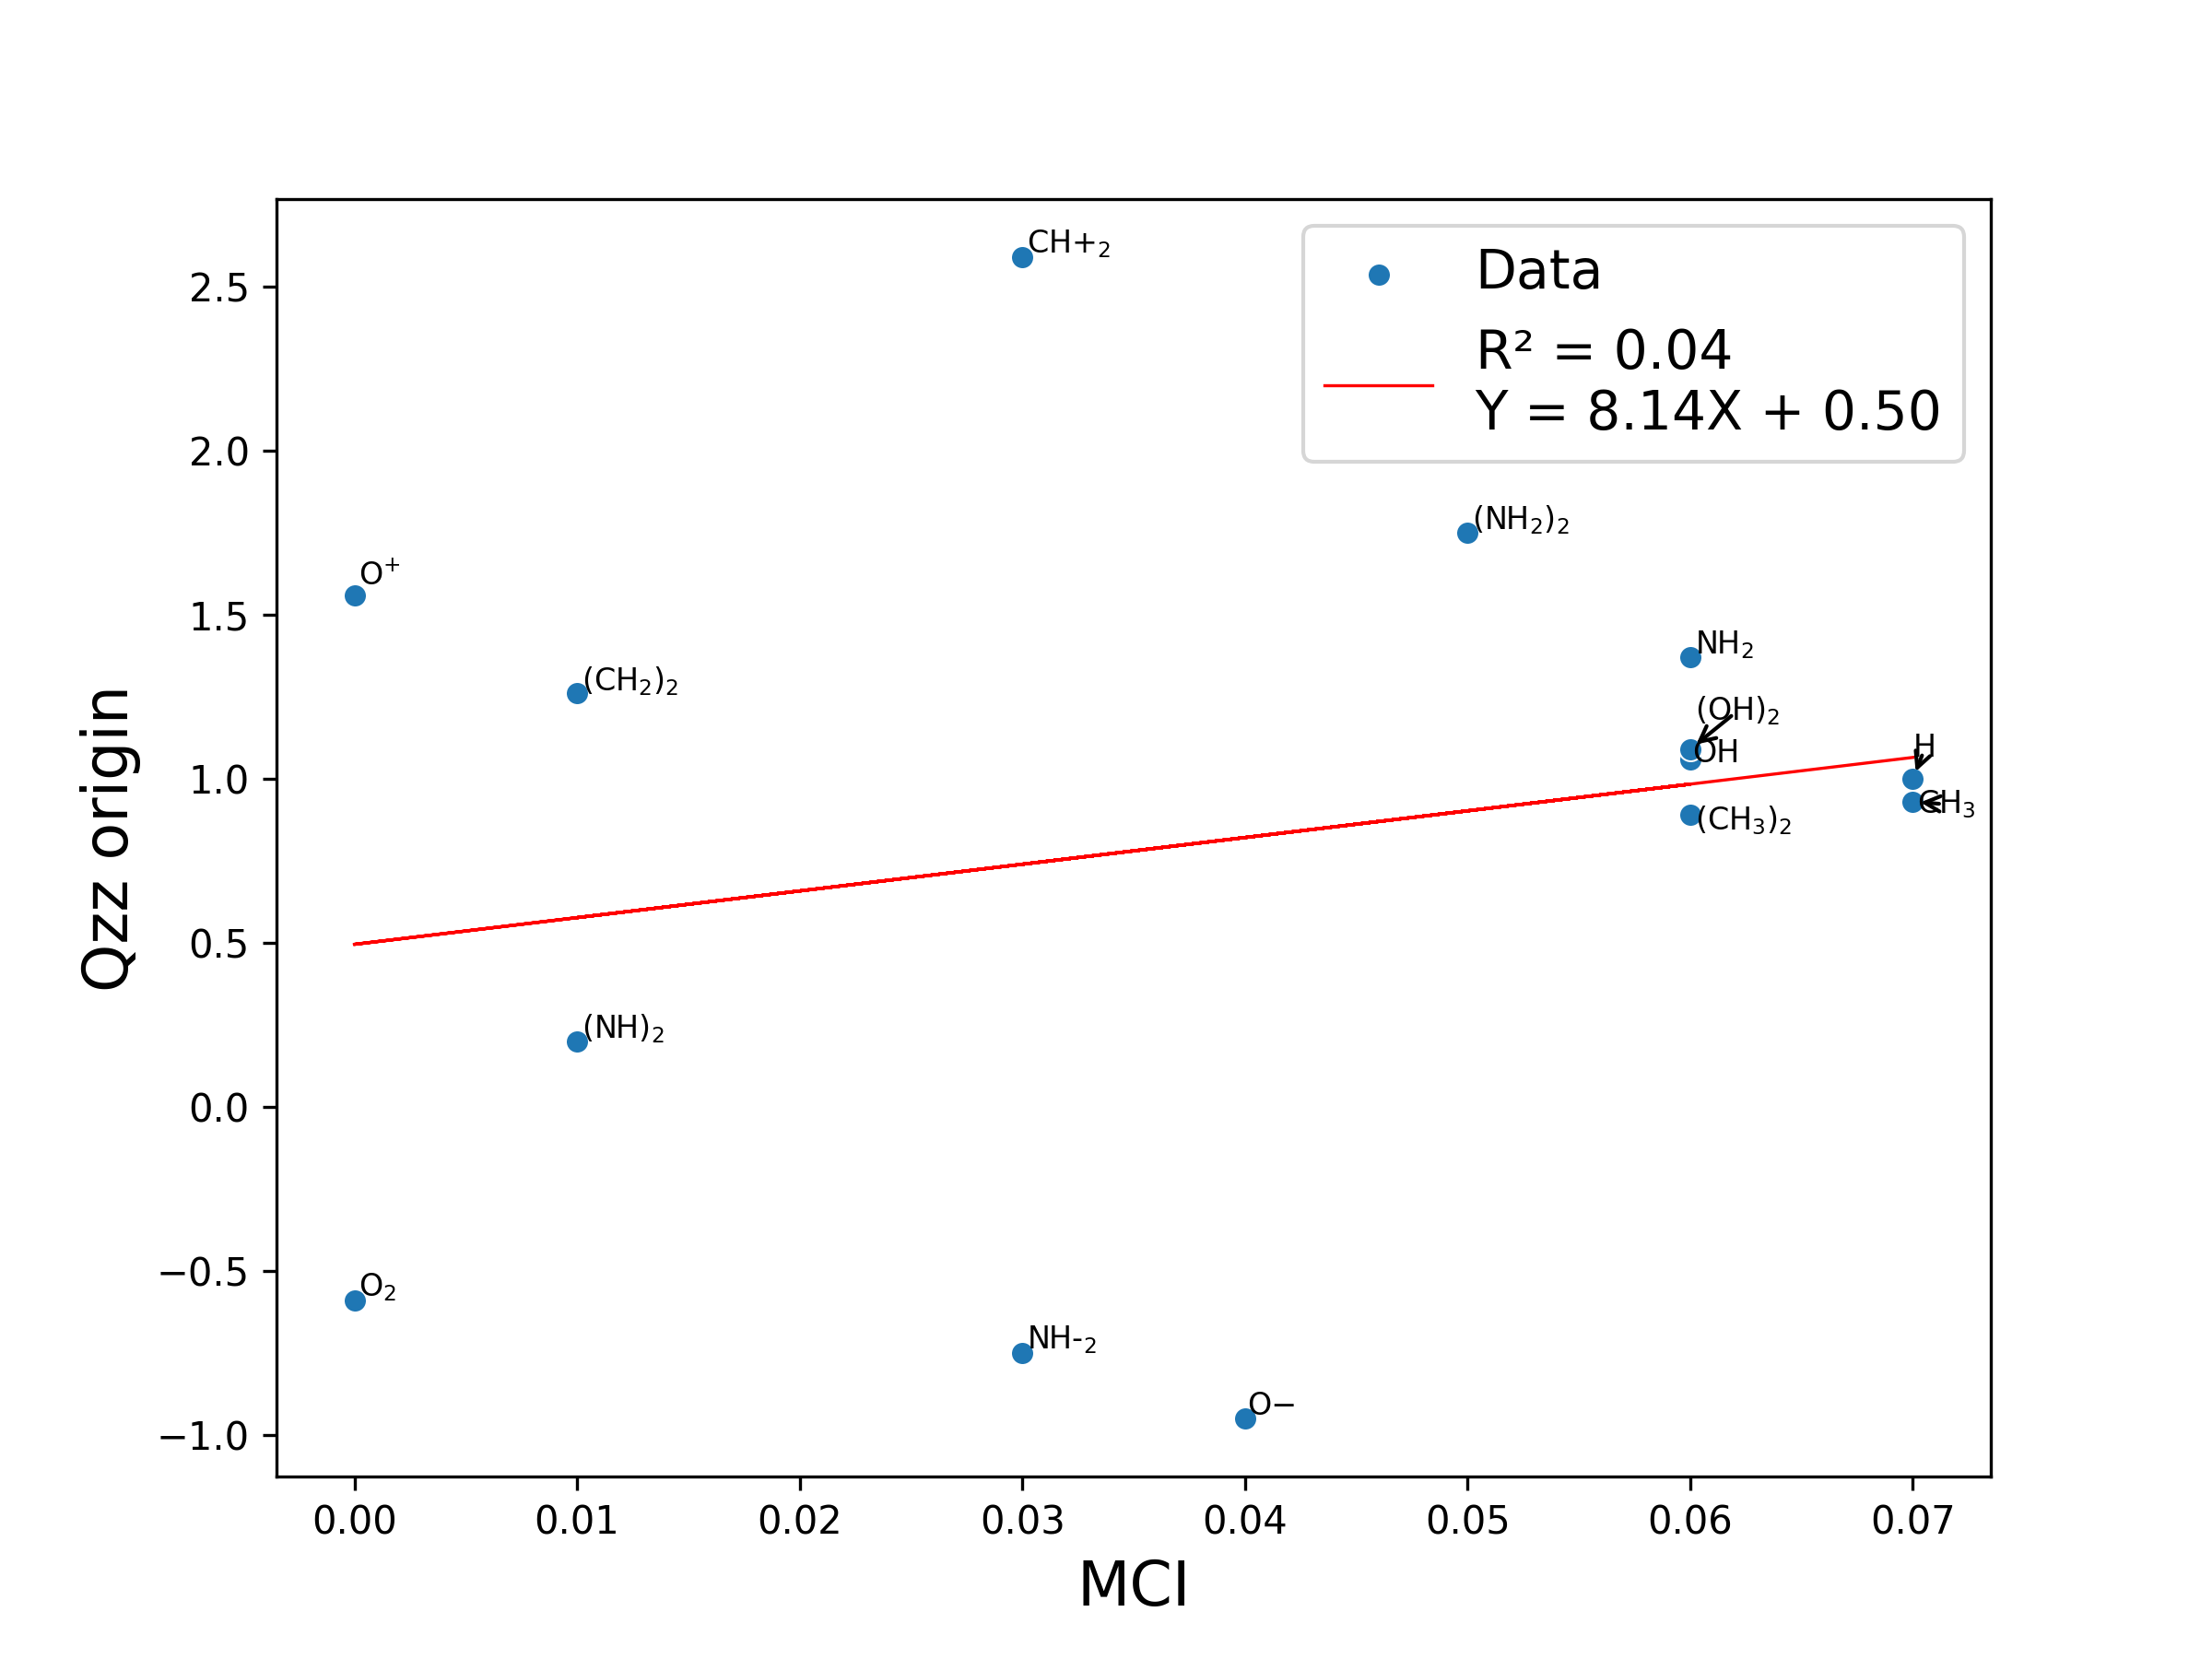 Data
R² = 0.04
Y = 8.14X + 0.50
CH+₂
(NH₂)₂
O⁺
NH₂
(CH₂)₂
(OH)₂
OH
H
CH₃
(CH₃)₂
(NH)₂
O₂
NH-₂
O−
2.5
2.0
1.5
1.0
0.5
0.0
−0.5
−1.0
Qzz origin
0.00 0.01 0.02 0.03 0.04 0.05 0.06 0.07
MCI